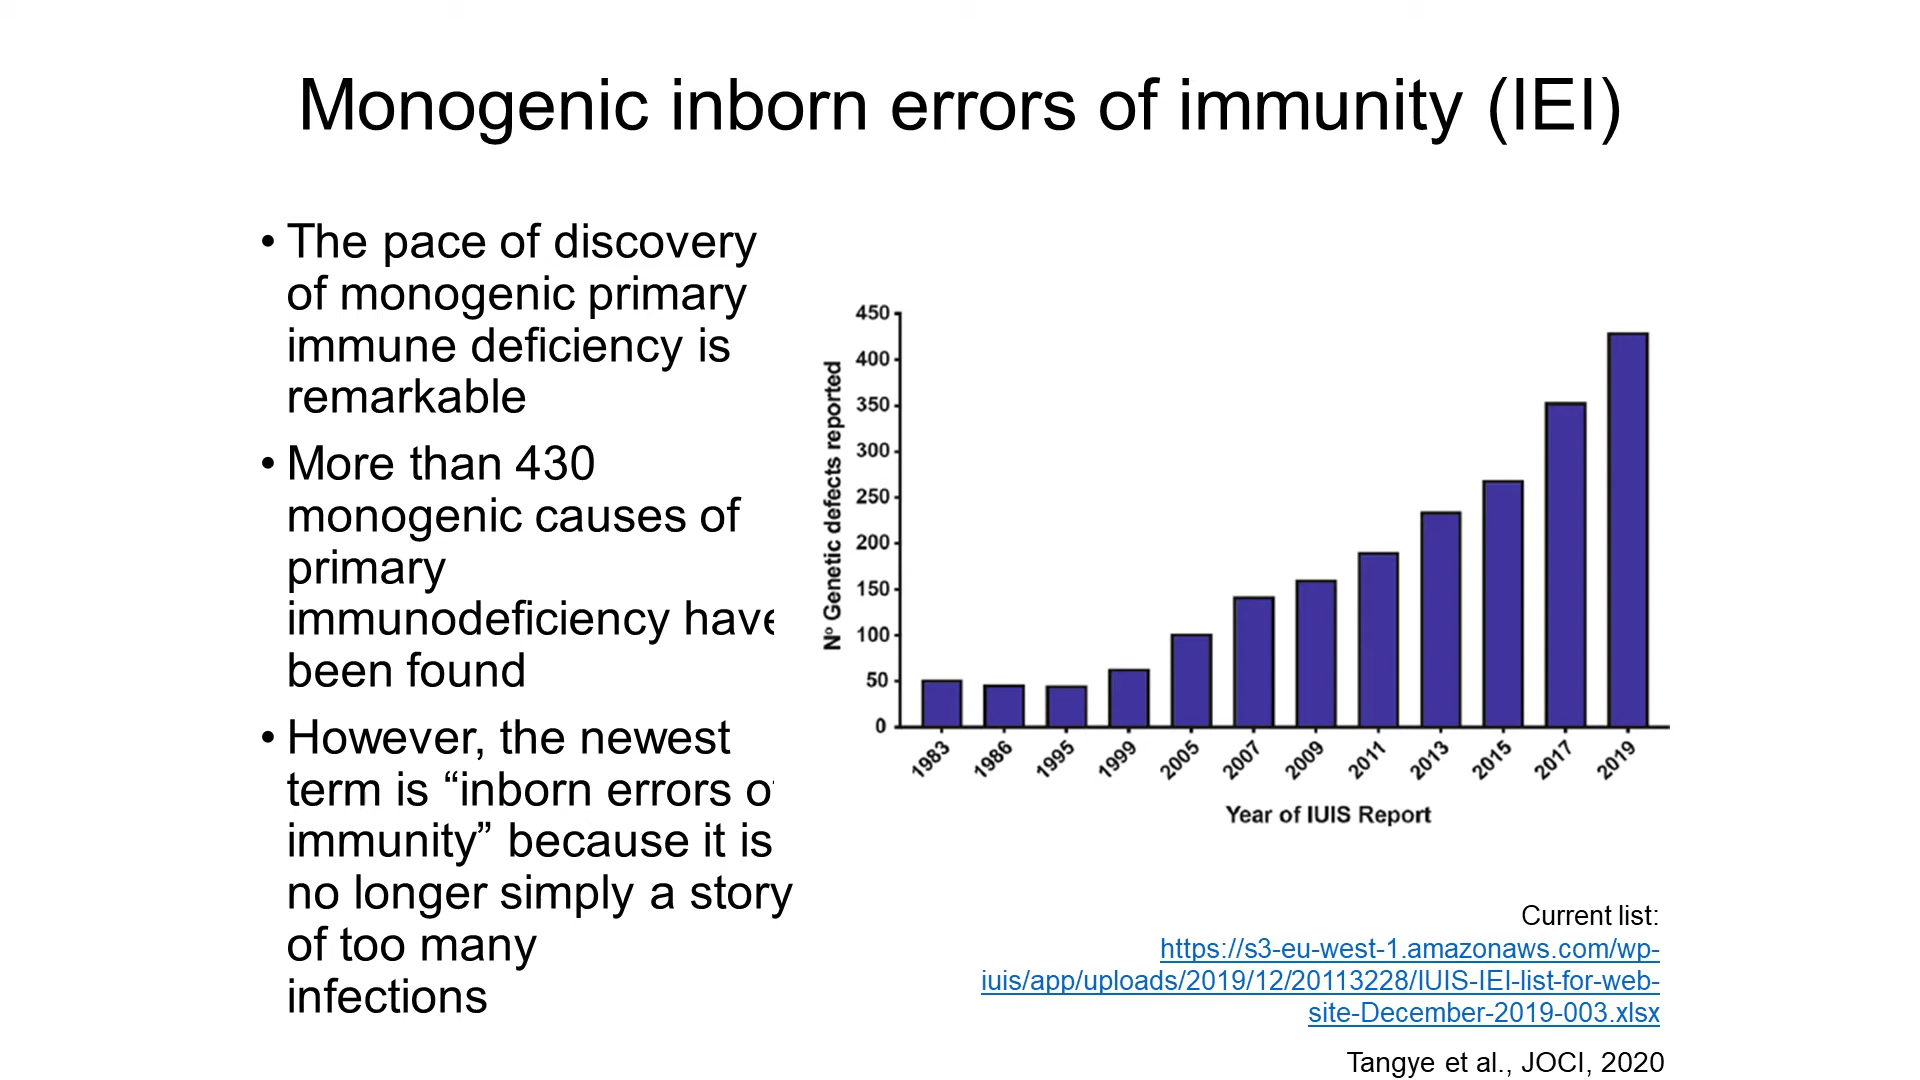 Monogenic inborn errors of immunity (IEI)
• The pace of discovery
of monogenic primary
immune deficiency is
remarkable
• More than 430
monogenic causes of
primary
immunodeficiency have
been found
• However, the newest
term is “inborn errors of
immunity” because it is
no longer simply a story
of too many
infections
Nº Genetic defects reported
450
400
350
300
250
200
150
100
50
0
1983
1986
1995
1999
2005
2007
2009
2011
2013
2015
2017
2019
Year of IUIS Report
Current list:
https://s3-eu-west-1.amazonaws.com/wp-
iuis/app/uploads/2019/12/20113228/IUIS-IEI-list-for-web-
site-December-2019-003.xlsx
Tangye et al., JOCI, 2020